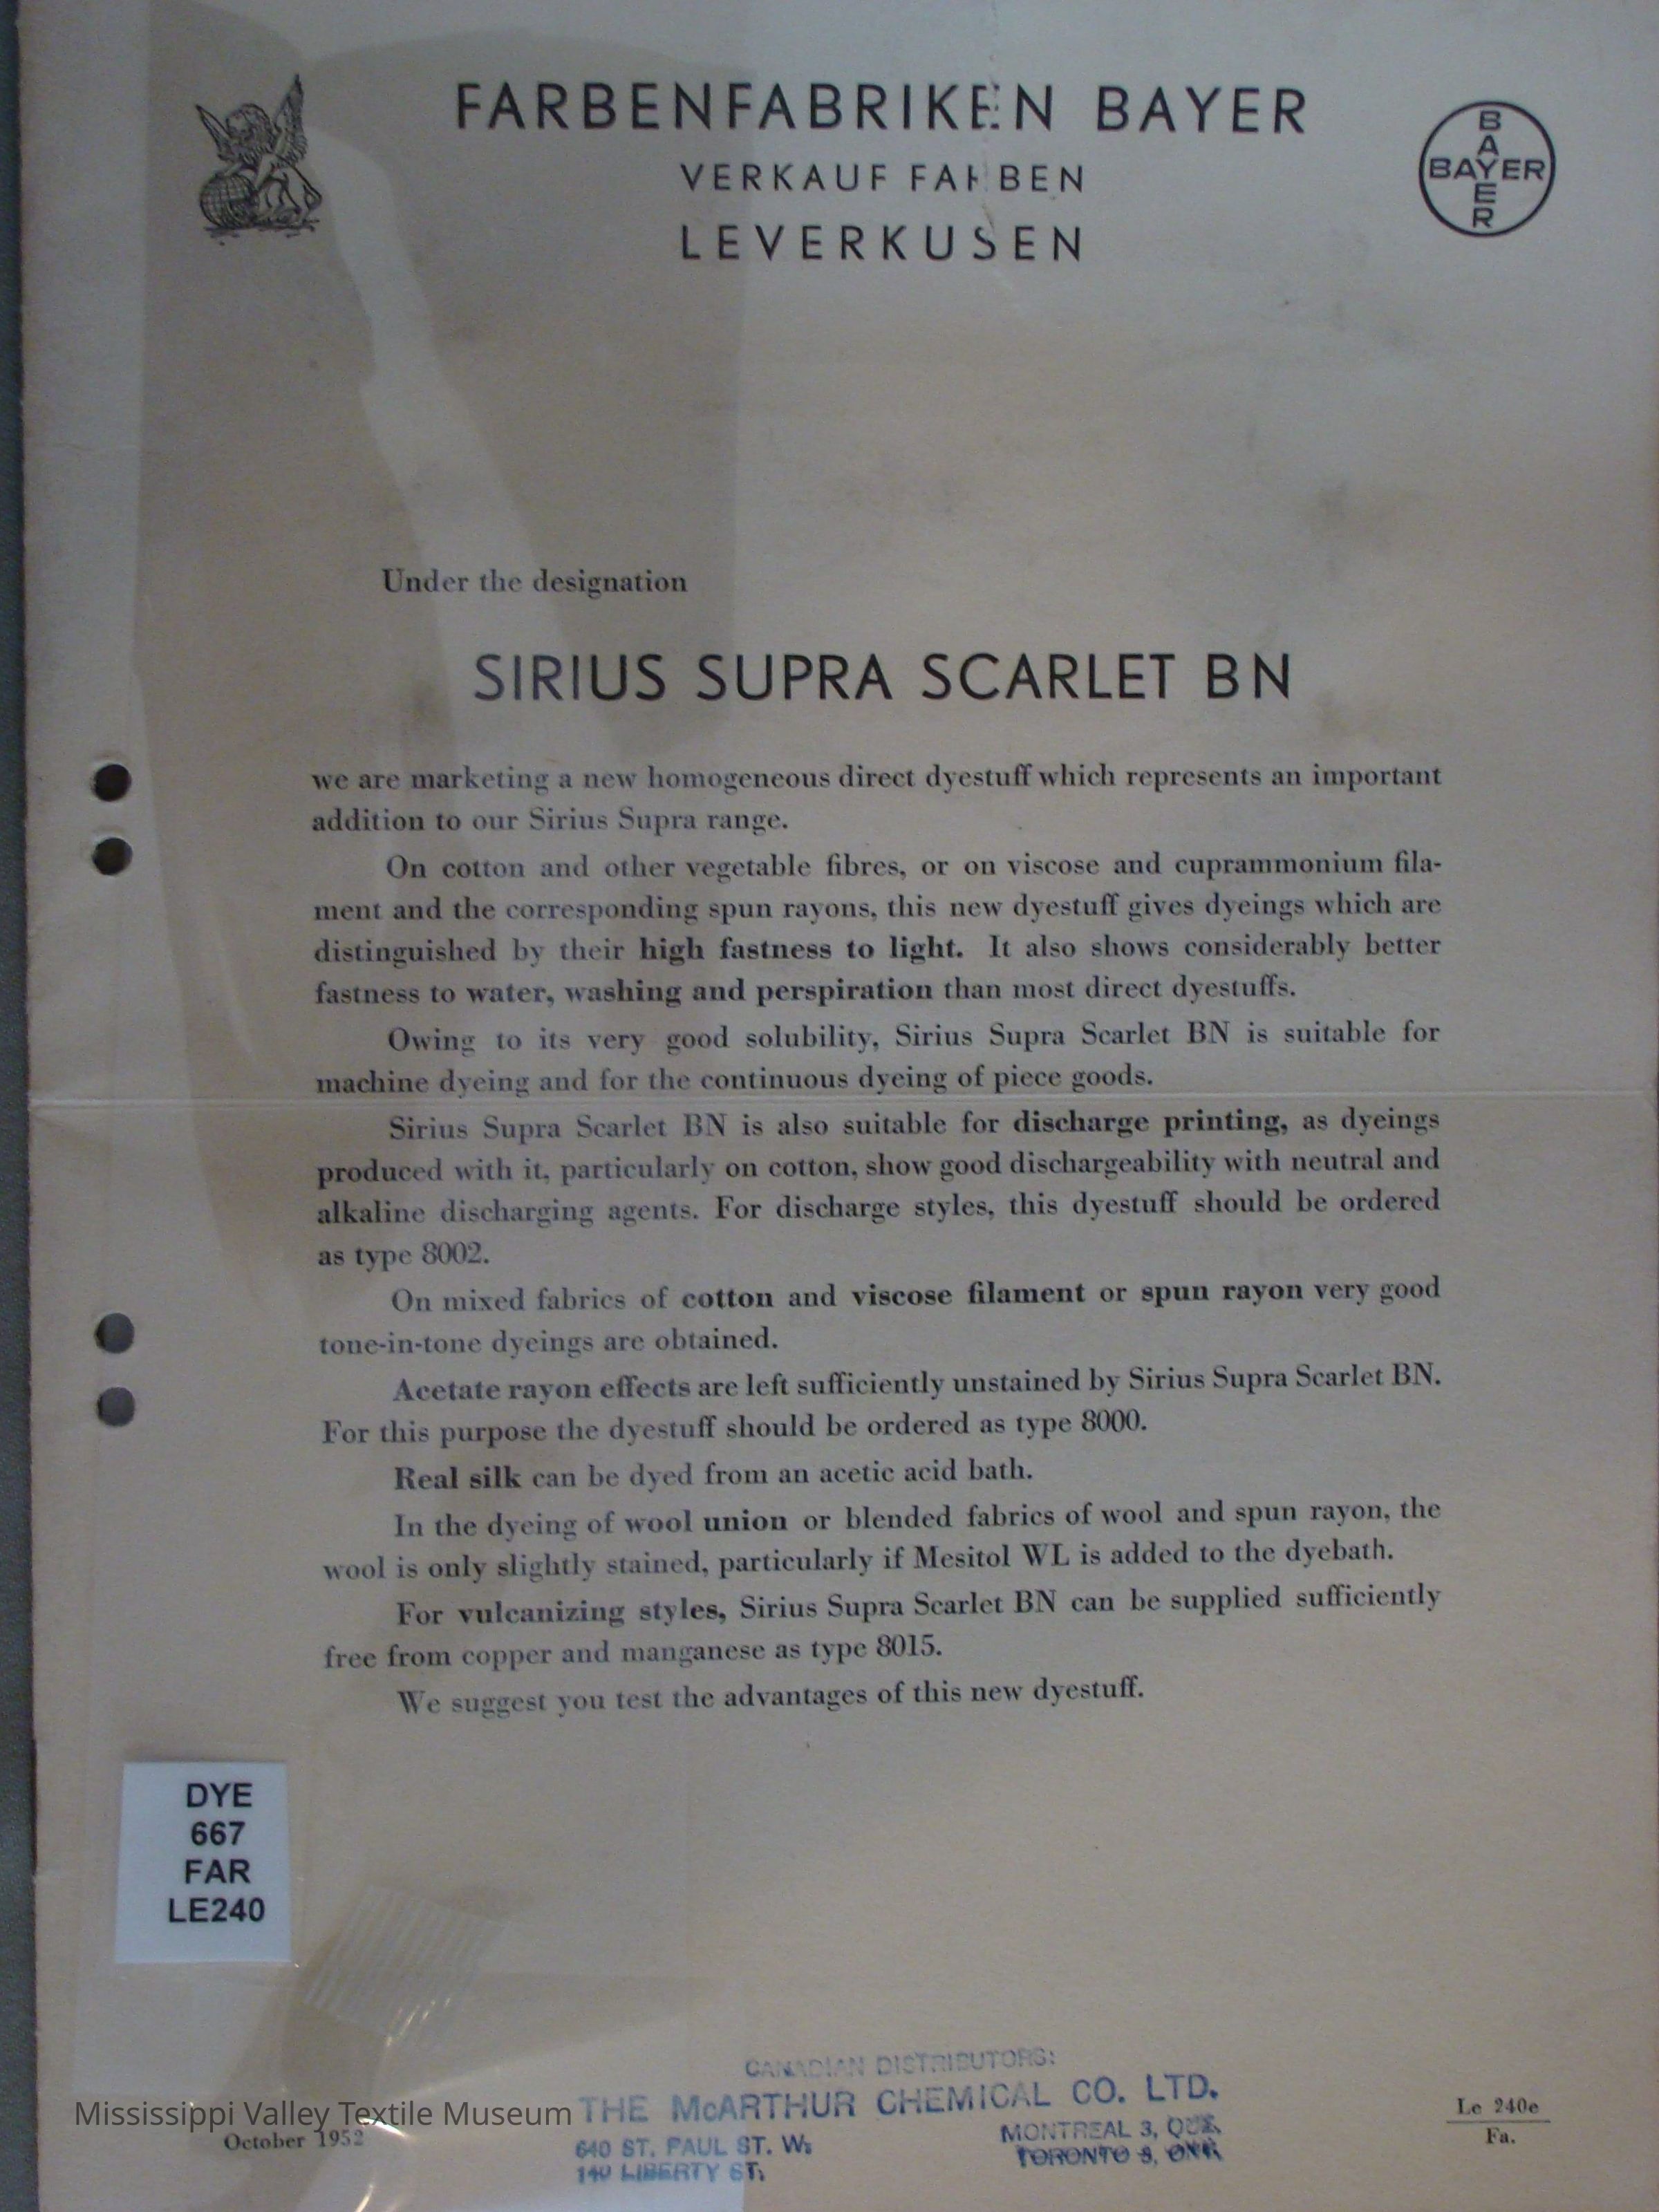 FARBENFABRIKEN BAYER
VERKAUF FARBEN
LEVERKUSEN
BAYER
BAYER
Under the designation
SIRIUS SUPRA SCARLET BN
we are marketing a new homogeneous direct dyestuff which represents an important
addition to our Sirius Supra range.
On cotton and other vegetable fibres, or on viscose and cuprammonium fila-
ment and the corresponding spun rayons, this new dyestuff gives dyeings which are
distinguished by their high fastness to light. It also shows considerably better
fastness to water, washing and perspiration than most direct dyestuffs.
Owing to its very good solubility, Sirius Supra Scarlet BN is suitable for
machine dyeing and for the continuous dyeing of piece goods.
Sirius Supra Scarlet BN is also suitable for discharge printing, as dyeings
produced with it, particularly on cotton, show good dischargeability with neutral and
alkaline discharging agents. For discharge styles, this dyestuff should be ordered
as type 8002.
On mixed fabrics of cotton and viscose filament or spun rayon very good
tone-in-tone dyeings are obtained.
Acetate rayon effects are left sufficiently unstained by Sirius Supra Scarlet BN.
For this purpose the dyestuff should be ordered as type 8000.
Real silk can be dyed from an acetic acid bath.
In the dyeing of wool union or blended fabrics of wool and spun rayon, the
wool is only slightly stained, particularly if Mesitol WL is added to the dyebath.
For vulcanizing styles, Sirius Supra Scarlet BN can be supplied sufficiently
free from copper and manganese as type 8015.
We suggest you test the advantages of this new dyestuff.
DYE
667
FAR
LE240
CANADIAN DISTRIBUTORS:
THE McARTHUR CHEMICAL CO. LTD.
640 ST. PAUL ST. W. MONTREAL 3, QUE.
140 LIBERTY ST. TORONTO 3, ONT.
Mississippi Valley Textile Museum
October 1952
Le 240e
Fa.